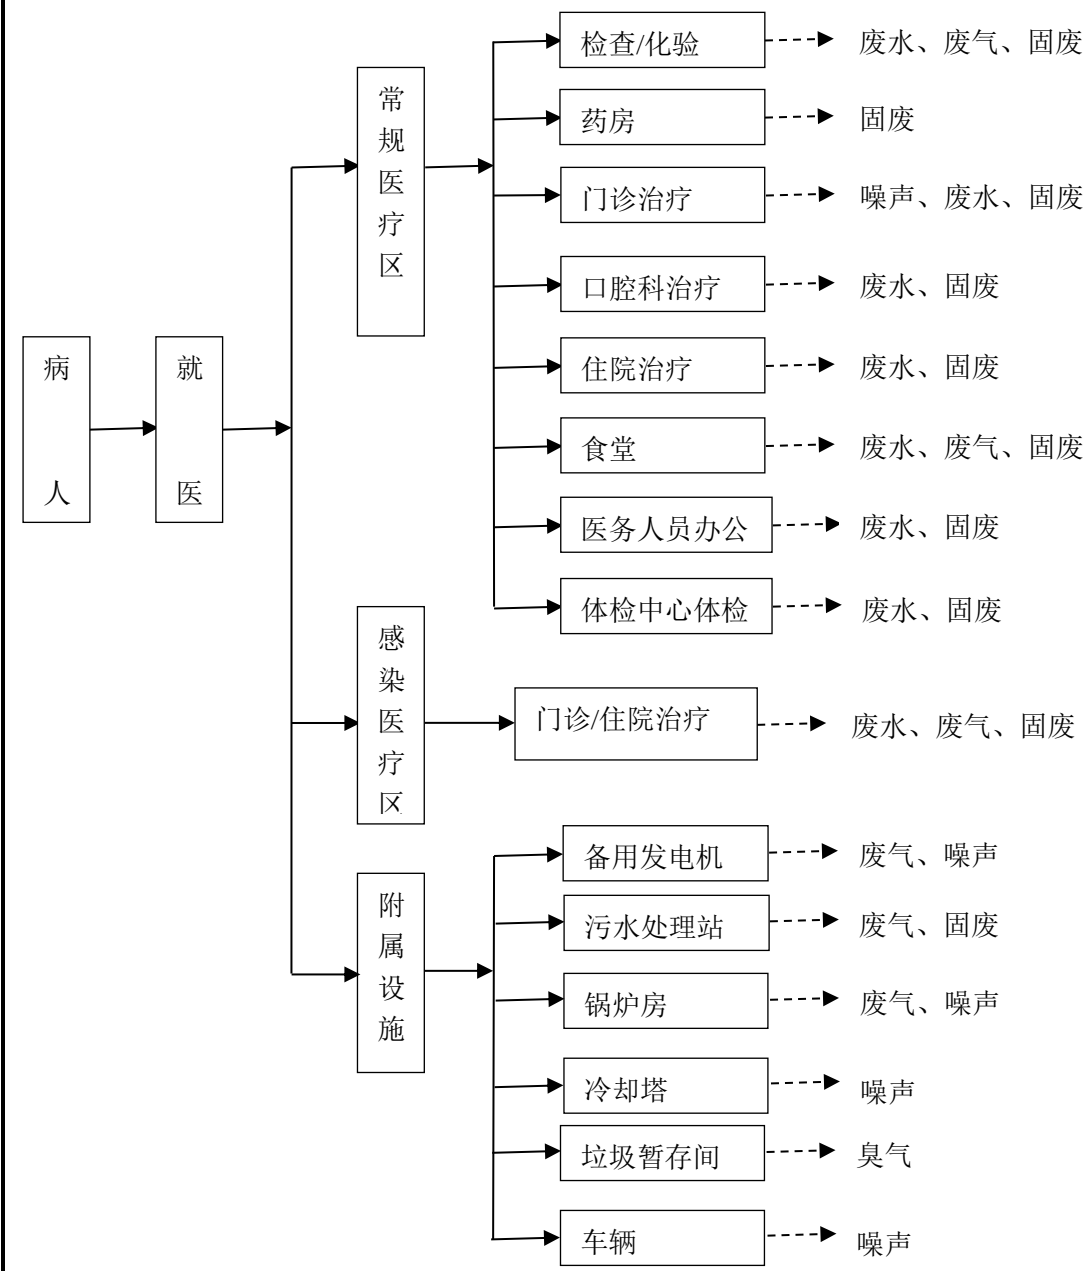 病人
就医
常规医疗区
检查/化验
废水、废气、固废
药房
固废
门诊治疗
噪声、废水、固废
口腔科治疗
废水、固废
住院治疗
废水、固废
食堂
废水、废气、固废
医务人员办公
废水、固废
体检中心体检
废水、固废
感染医疗区
门诊/住院治疗
废水、废气、固废
附属设施
备用发电机
废气、噪声
污水处理站
废气、固废
锅炉房
废气、噪声
冷却塔
噪声
垃圾暂存间
臭气
车辆
噪声